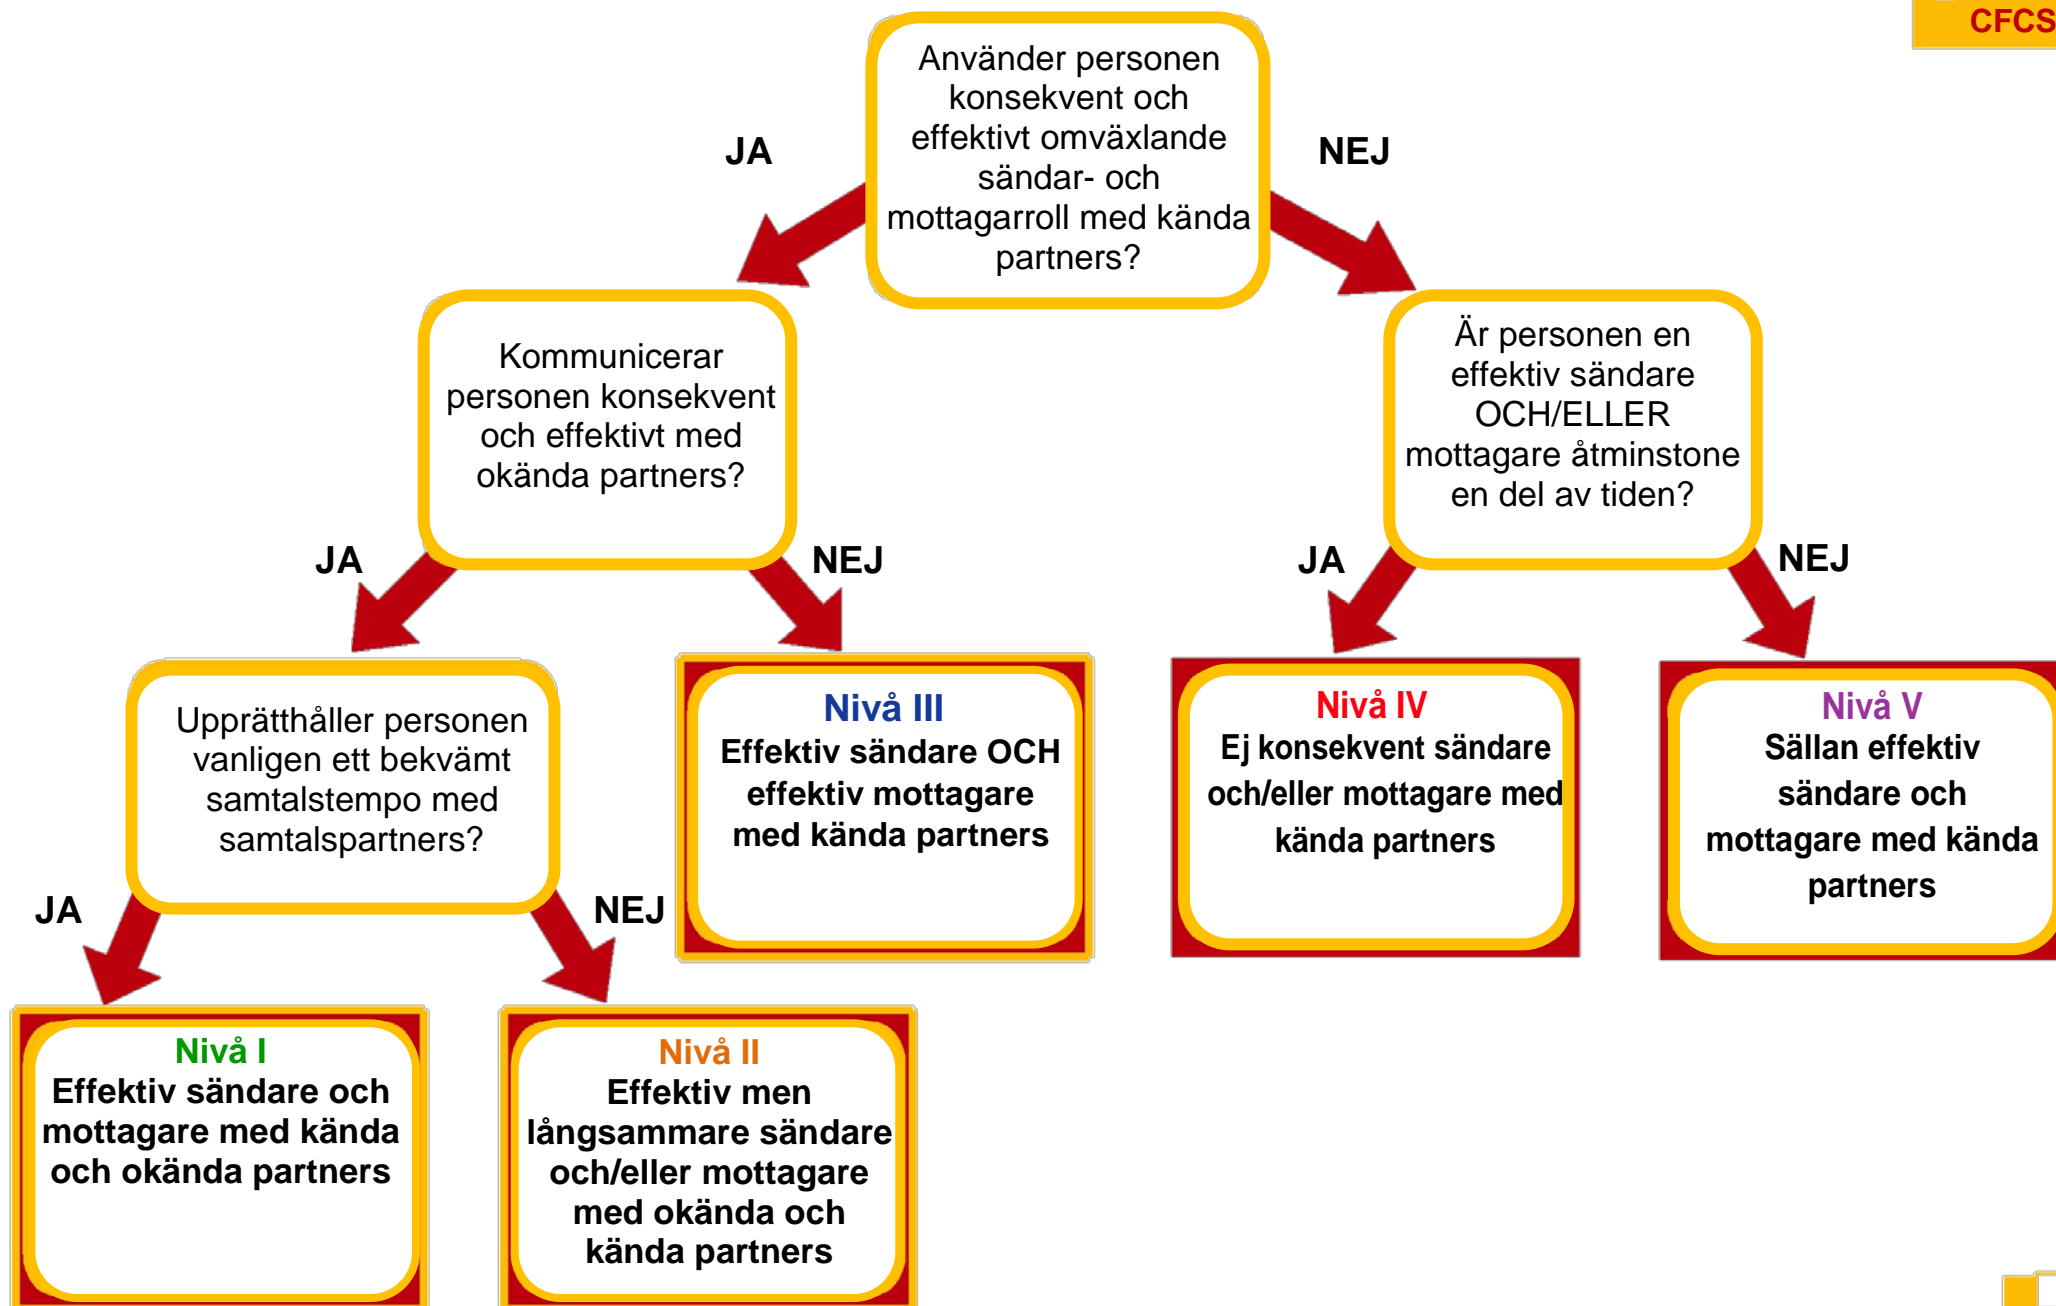 CFCS
Använder personen
konsekvent och
effektivt omväxlande
sändar- och
mottagarroll med kända
partners?
JA
NEJ
Kommunicerar
personen konsekvent
och effektivt med
okända partners?
Är personen en
effektiv sändare
OCH/ELLER
mottagare åtminstone
en del av tiden?
JA
NEJ
JA
NEJ
Upprätthåller personen
vanligen ett bekvämt
samtalstempo med
samtalspartners?
Nivå III
Effektiv sändare OCH
effektiv mottagare
med kända partners
Nivå IV
Ej konsekvent sändare
och/eller mottagare med
kända partners
Nivå V
Sällan effektiv
sändare och
mottagare med kända
partners
JA
NEJ
Nivå I
Effektiv sändare och
mottagare med kända
och okända partners
Nivå II
Effektiv men
långsammare sändare
och/eller mottagare
med okända och
kända partners